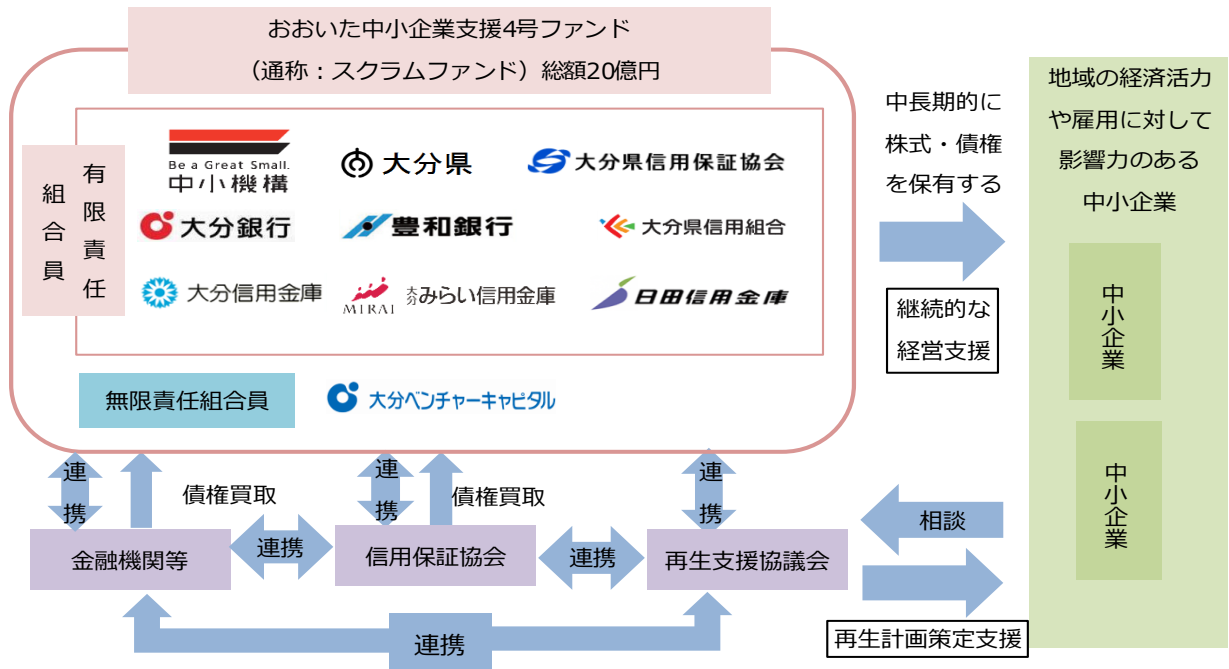 おおいた中小企業支援4号ファンド
（通称：スクラムファンド）総額20億円
有限責任
組合員
Be a Great Small.
中小機構
大分県
大分県信用保証協会
大分銀行
豊和銀行
大分県信用組合
大分信用金庫
MIRAI
大分みらい信用金庫
日田信用金庫
無限責任組合員
大分ベンチャーキャピタル
中長期的に
株式・債権
を保有する
継続的な
経営支援
地域の経済活力
や雇用に対して
影響力のある
中小企業
中小企業
中小企業
連携
債権買取
連携
債権買取
連携
金融機関等
連携
信用保証協会
連携
再生支援協議会
連携
相談
再生計画策定支援